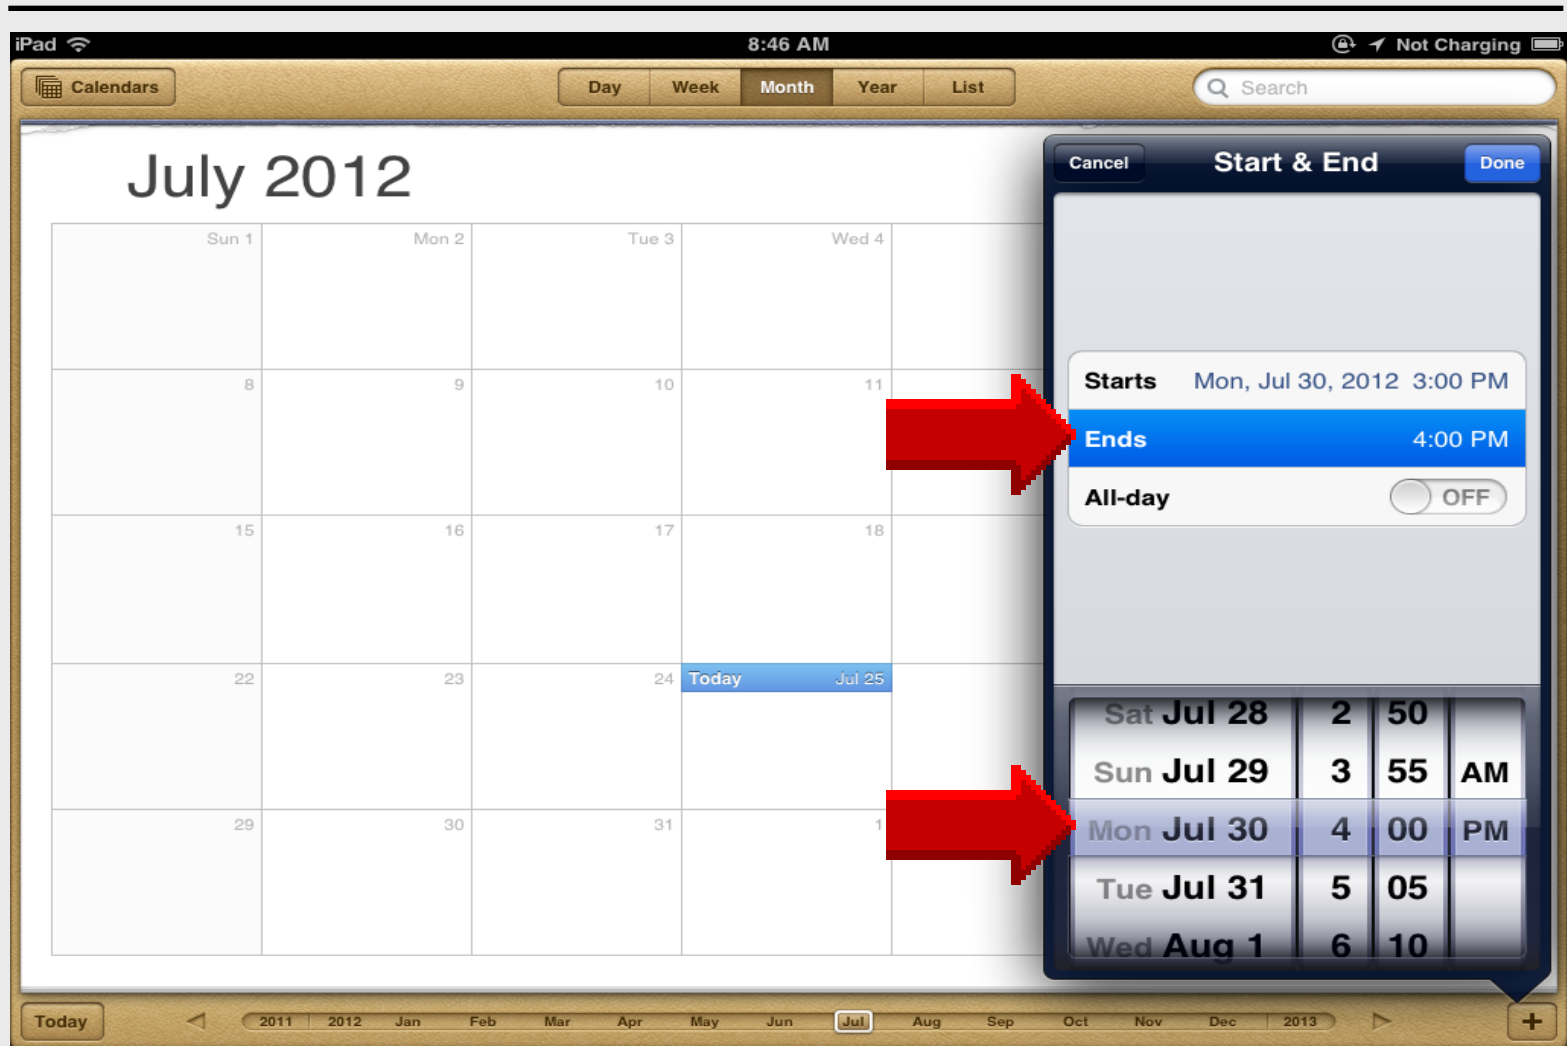 iPad 8:46 AM Not Charging
Calendars Day Week Month Year List Search
July 2012
Sun 1 Mon 2 Tue 3 Wed 4
8 9 10 11
15 16 17 18
22 23 24 Today Jul 25
29 30 31 1
Cancel Start & End Done
Starts Mon, Jul 30, 2012 3:00 PM
Ends 4:00 PM
All-day OFF
Sat Jul 28 2 50
Sun Jul 29 3 55 AM
Mon Jul 30 4 00 PM
Tue Jul 31 5 05
Wed Aug 1 6 10
Today 2011 2012 Jan Feb Mar Apr May Jun Jul Aug Sep Oct Nov Dec 2013 +